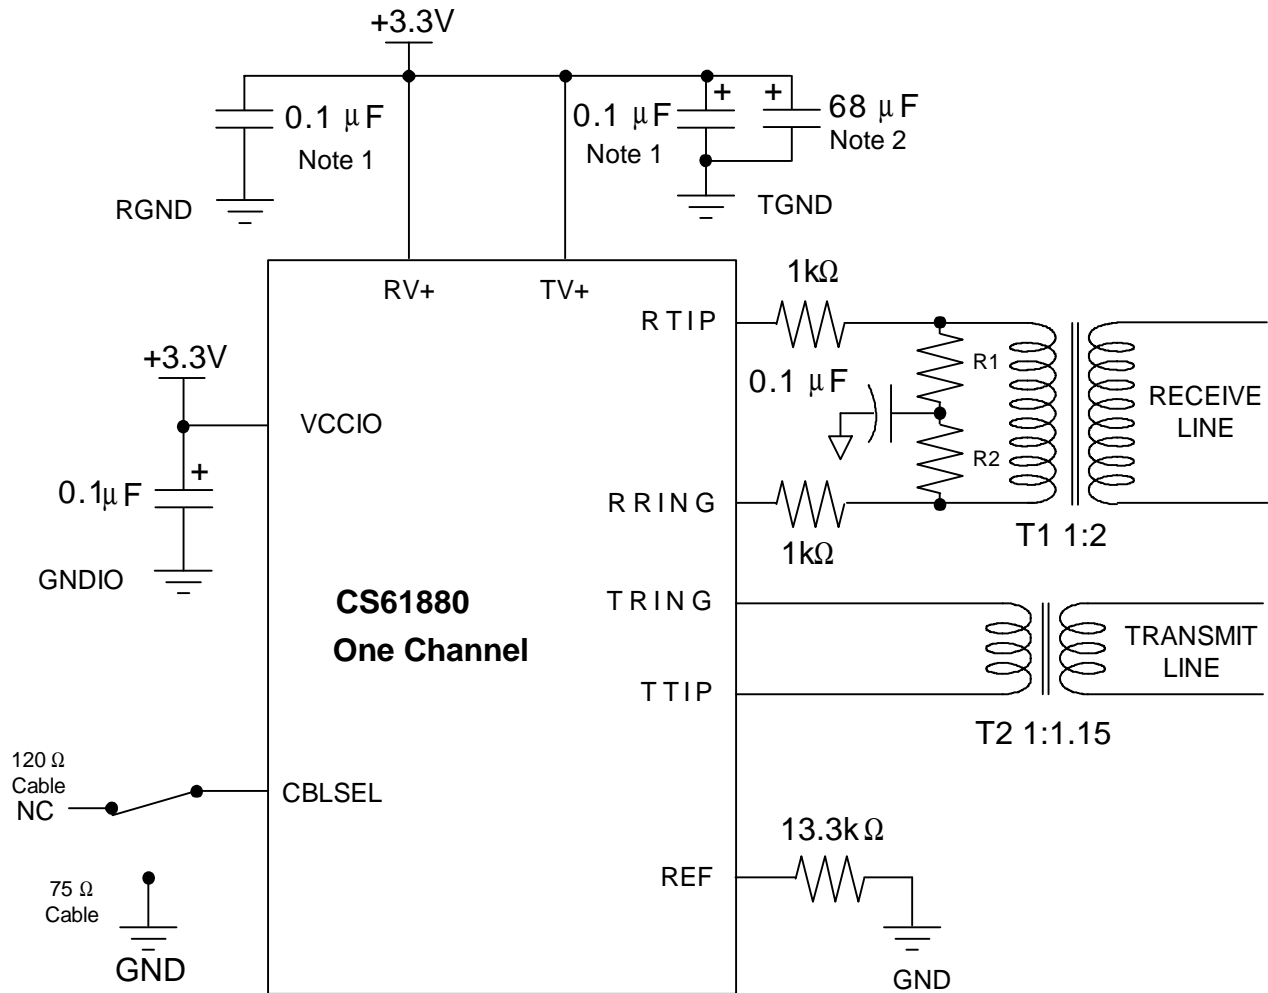 +3.3V
0.1 μF
Note 1
0.1 μF
Note 1
+
+
68 μF
Note 2
RGND
TGND
RV+
TV+
1kΩ
RTIP
+3.3V
R1
0.1 μF
RECEIVE
LINE
VCCIO
R2
+
0.1μF
RRING
T1 1:2
1kΩ
GNDIO
CS61880
One Channel
TRING
TRANSMIT
LINE
TTIP
T2 1:1.15
120 Ω
Cable
NC
CBLSEL
13.3kΩ
REF
75 Ω
Cable
GND
GND